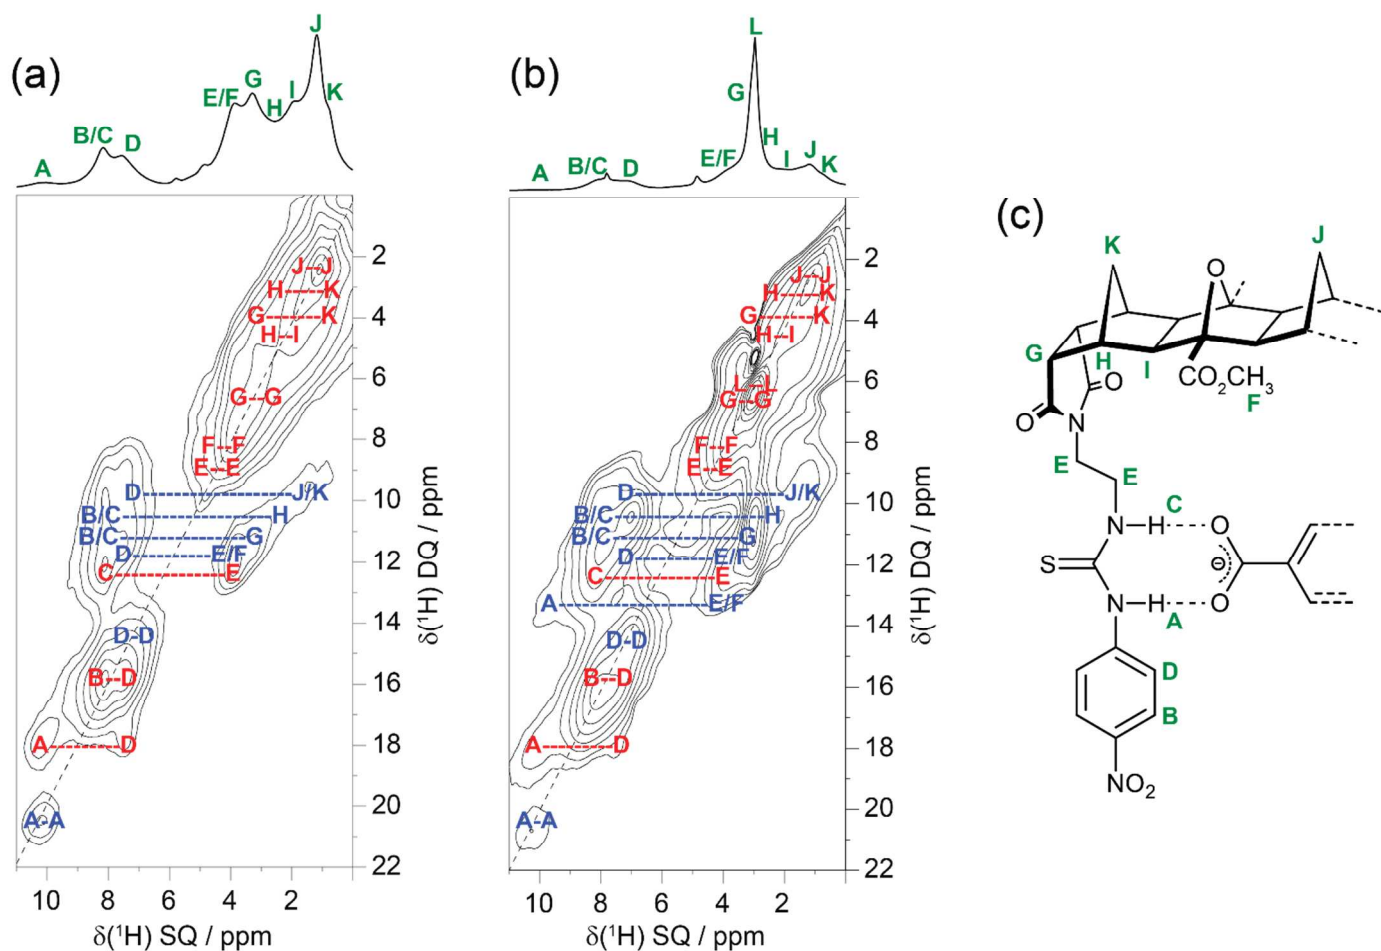 (a)
A
B/C
D
E/F
G
H
I
J
K
J--J
H-----K
G-----K
H--I
G--G
F--F
E--E
D-----J/K
B/C-----H
B/C-----G
D-----E/F
C-----E
D-D
B--D
A-----D
A-A
2
4
6
8
10
12
14
16
18
20
22
δ(¹H) DQ / ppm
10 8 6 4 2
δ(¹H) SQ / ppm
(b)
A
B/C
D
E/F
G
L
H
I
J
K
J--J
H-----K
G-----K
H--I
L--L
G--G
F--F
E--E
D-----J/K
B/C-----H
B/C-----G
D-----E/F
C-----E
A-----E/F
D-D
B--D
A-----D
A-A
2
4
6
8
10
12
14
16
18
20
22
δ(¹H) DQ / ppm
10 8 6 4 2
δ(¹H) SQ / ppm
(c)
K
J
O
G
H
I
CO₂CH₃
F
O
O
N
E
E
C
N-H
O
S
⊖
N-H
O
A
D
B
NO₂